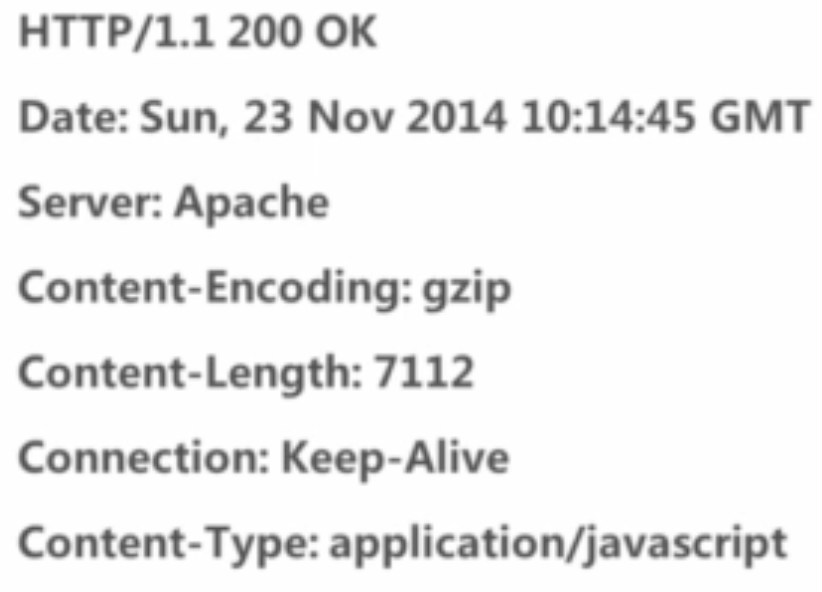 HTTP/1.1 200 OK
Date: Sun, 23 Nov 2014 10:14:45 GMT
Server: Apache
Content-Encoding: gzip
Content-Length: 7112
Connection: Keep-Alive
Content-Type: application/javascript